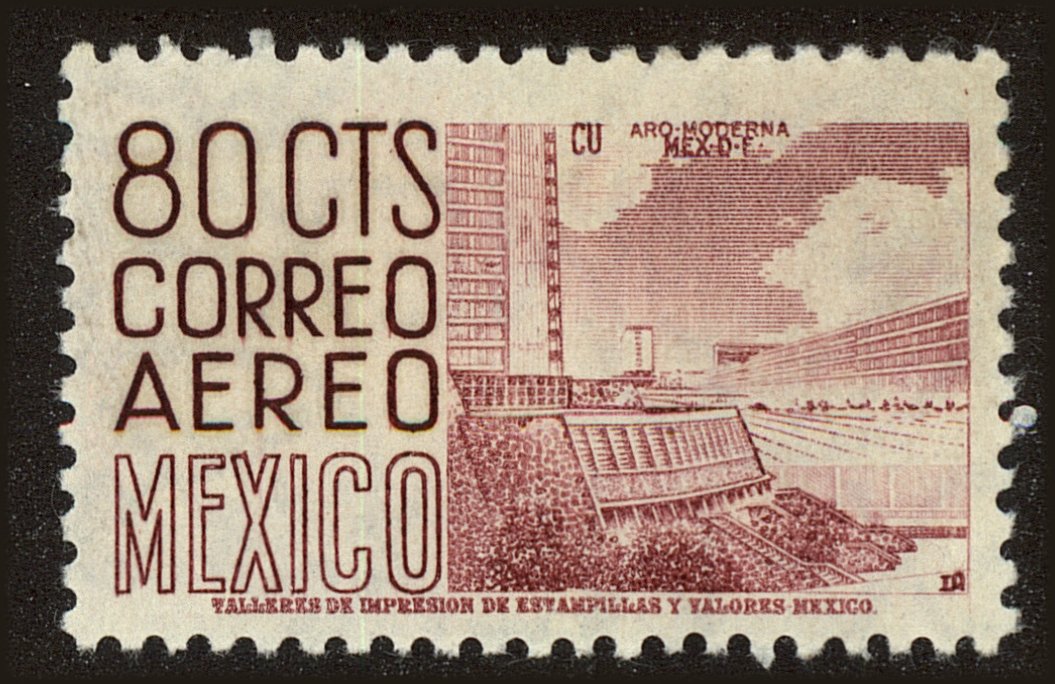 80 CTS
CORREO
AEREO
MEXICO
CU
ARQ·MODERNA
MEX·D·F·
TALLERES DE IMPRESION DE ESTAMPILLAS Y VALORES-MEXICO.